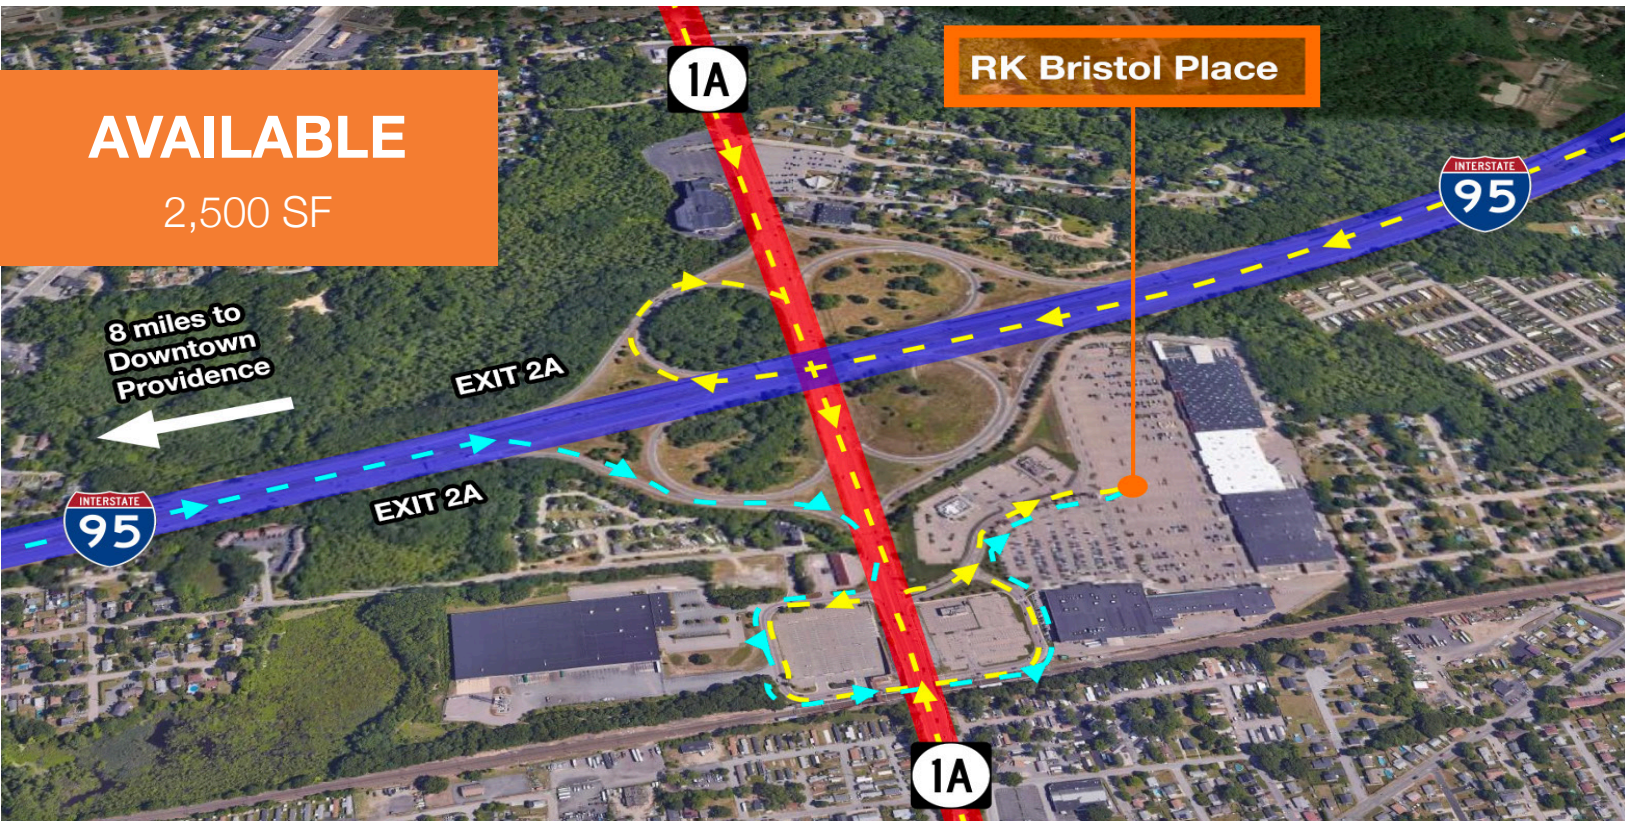 1A
RK Bristol Place
AVAILABLE
2,500 SF
INTERSTATE
95
8 miles to
Downtown
Providence
EXIT 2A
EXIT 2A
INTERSTATE
95
1A